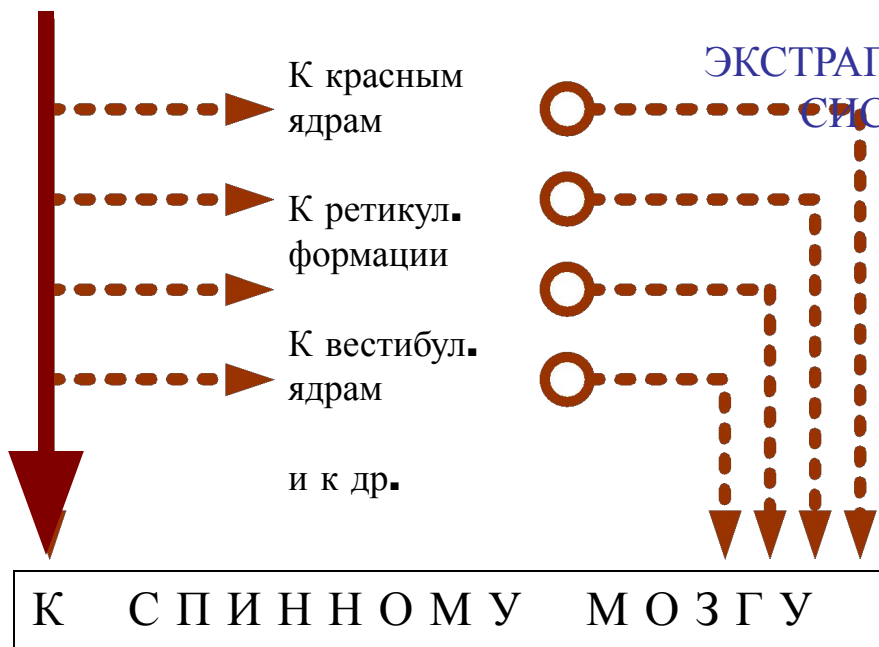 К красным
ядрам
ЭКСТРАП
СИС
К ретикул.
формации
К вестибул.
ядрам
и к др.
К СПИННОМУ МОЗГУ